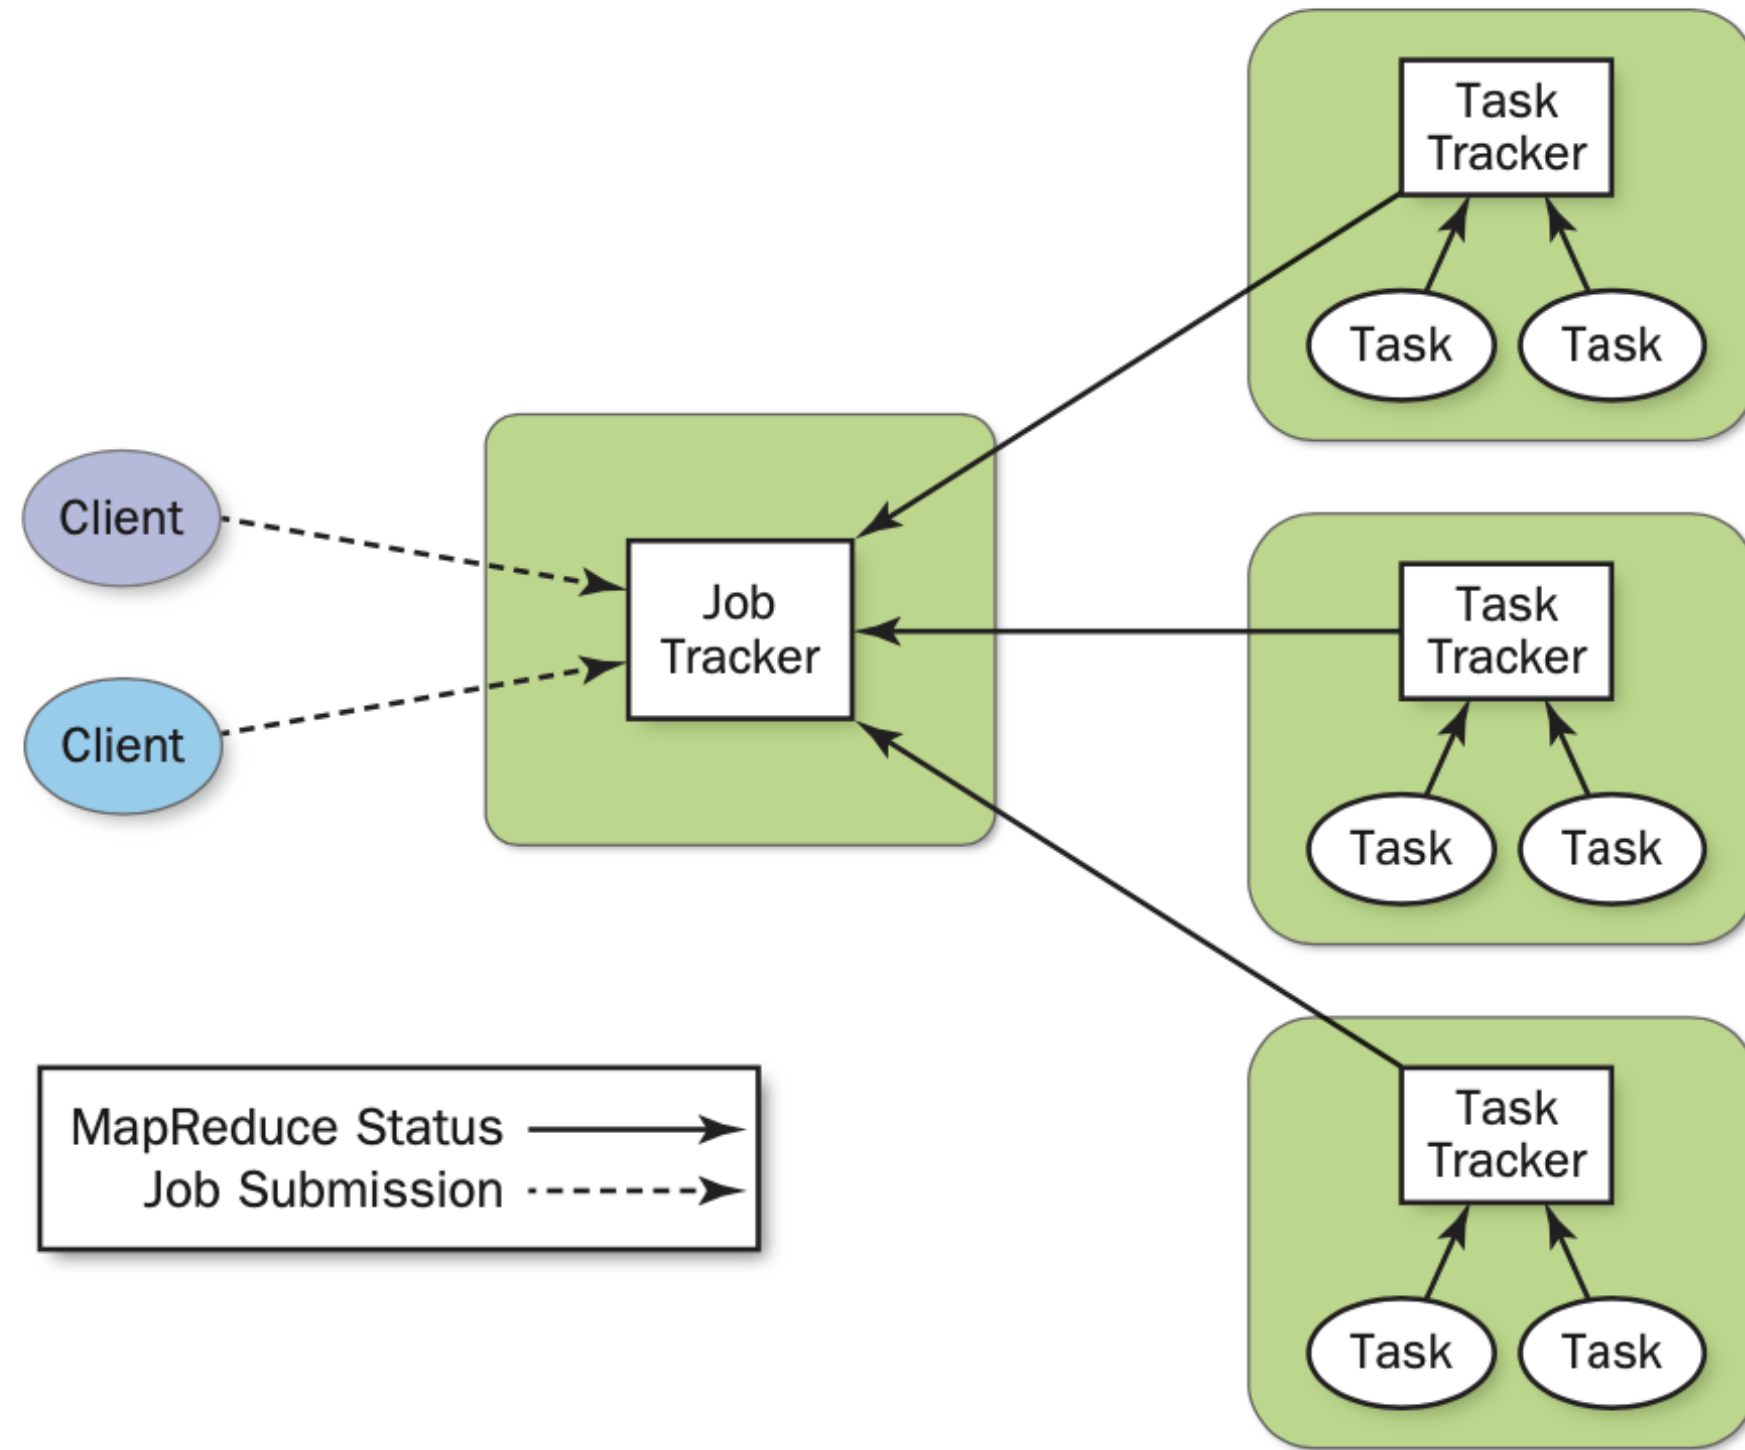 Client
Client
Job
Tracker
Task
Tracker
Task
Task
Task
Tracker
Task
Task
Task
Tracker
Task
Task
MapReduce Status
Job Submission